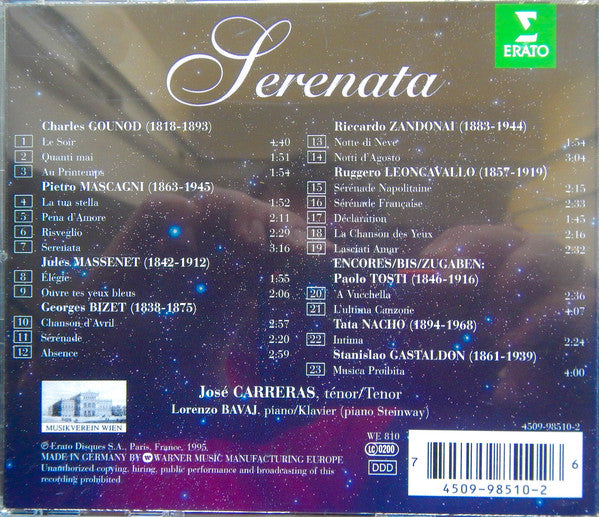 Serenata
ERATO
Charles GOUNOD (1818-1893)
1 Le Soir 4:40
2 Quanti mai 1:51
3 Au Printemps 1:54
Pietro MASCAGNI (1863-1945)
4 La tua stella 1:52
5 Pena d'Amore 2:11
6 Risveglio 2:29
7 Serenata 3:16
Jules MASSENET (1842-1912)
8 Élégie 1:55
9 Ouvre tes yeux bleus 2:06
Georges BIZET (1838-1875)
10 Chanson d'Avril 2:57
11 Sérénade 2:20
12 Absence 2:59
Riccardo ZANDONAI (1883-1944)
13 Notte di Neve 1:54
14 Notti d'Agosto 3:04
Ruggero LEONCAVALLO (1857-1919)
15 Sérénade Napolitaine 2:15
16 Sérénade Française 2:33
17 Déclaration 1:45
18 La Chanson des Yeux 2:16
19 Lasciati Amar 2:32
ENCORES/BIS/ZUGABEN:
Paolo TOSTI (1846-1916)
20 'A Vucchella 2:36
21 L'ultima Canzone 4:07
Tata NACHO (1894-1968)
22 Intima 2:24
Stanislao GASTALDON (1861-1939)
23 Musica Proibita 4:00
José CARRERAS, ténor/Tenor
Lorenzo BAVAJ, piano/Klavier (piano Steinway)
MUSIKVEREIN WIEN
℗ Erato Disques S.A., Paris, France, 1995.
MADE IN GERMANY BY WARNER MUSIC MANUFACTURING EUROPE
Unauthorized copying, hiring, public performance and broadcasting of this
recording prohibited.
WE 810
LC 0200
DDD
4509-98510-2
7 4509-98510-2 6